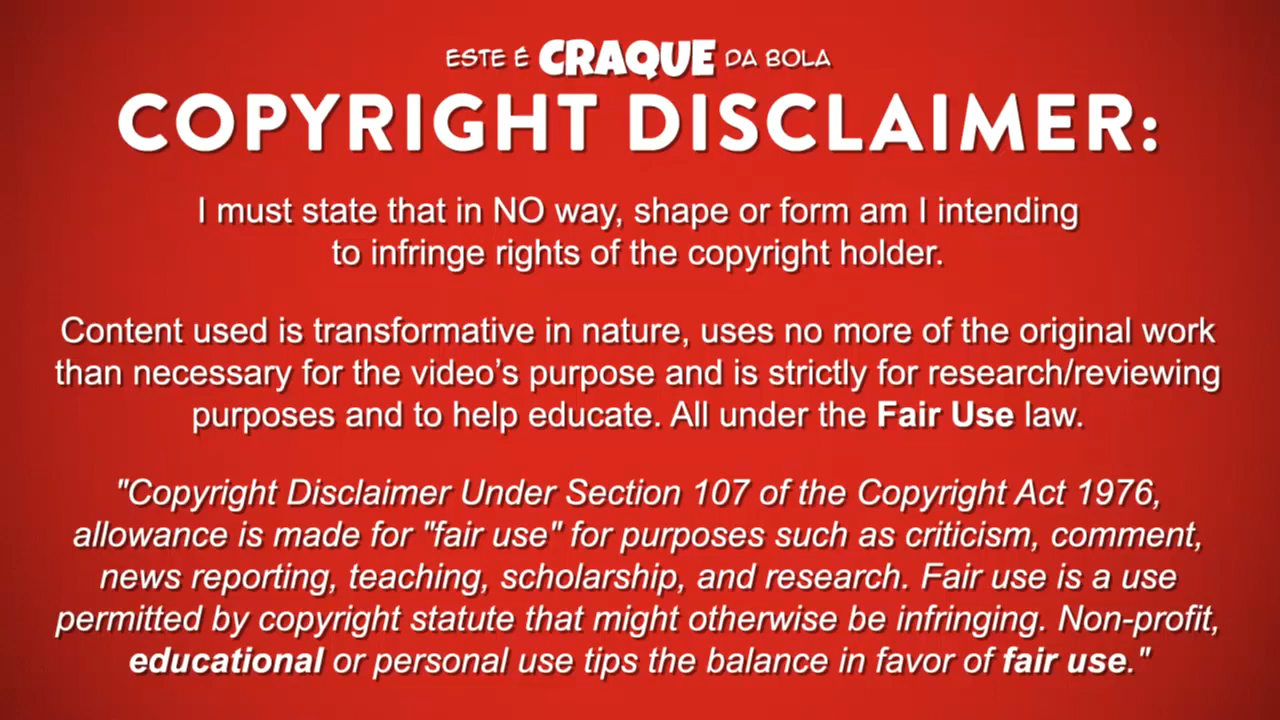 ESTE É CRAQUE DA BOLA
COPYRIGHT DISCLAIMER:
I must state that in NO way, shape or form am I intending
to infringe rights of the copyright holder.
Content used is transformative in nature, uses no more of the original work
than necessary for the video’s purpose and is strictly for research/reviewing
purposes and to help educate. All under the Fair Use law.
"Copyright Disclaimer Under Section 107 of the Copyright Act 1976,
allowance is made for "fair use" for purposes such as criticism, comment,
news reporting, teaching, scholarship, and research. Fair use is a use
permitted by copyright statute that might otherwise be infringing. Non-profit,
educational or personal use tips the balance in favor of fair use."